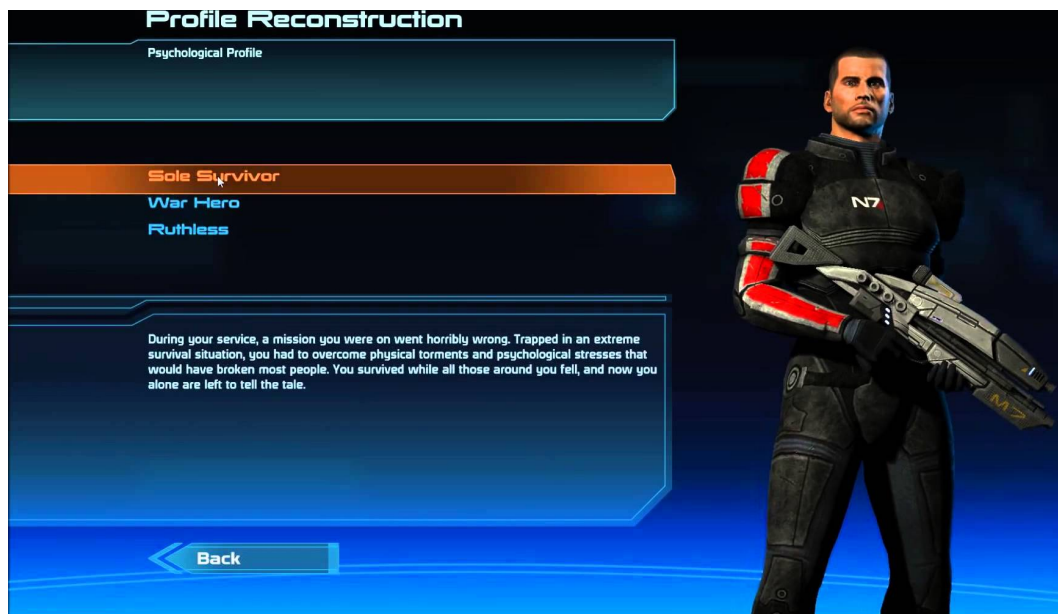 Profile Reconstruction
Psychological Profile
Sole Survivor
War Hero
Ruthless
During your service, a mission you were on went horribly wrong. Trapped in an extreme
survival situation, you had to overcome physical torments and psychological stresses that
would have broken most people. You survived while all those around you fell, and now you
alone are left to tell the tale.
Back
N7
M7